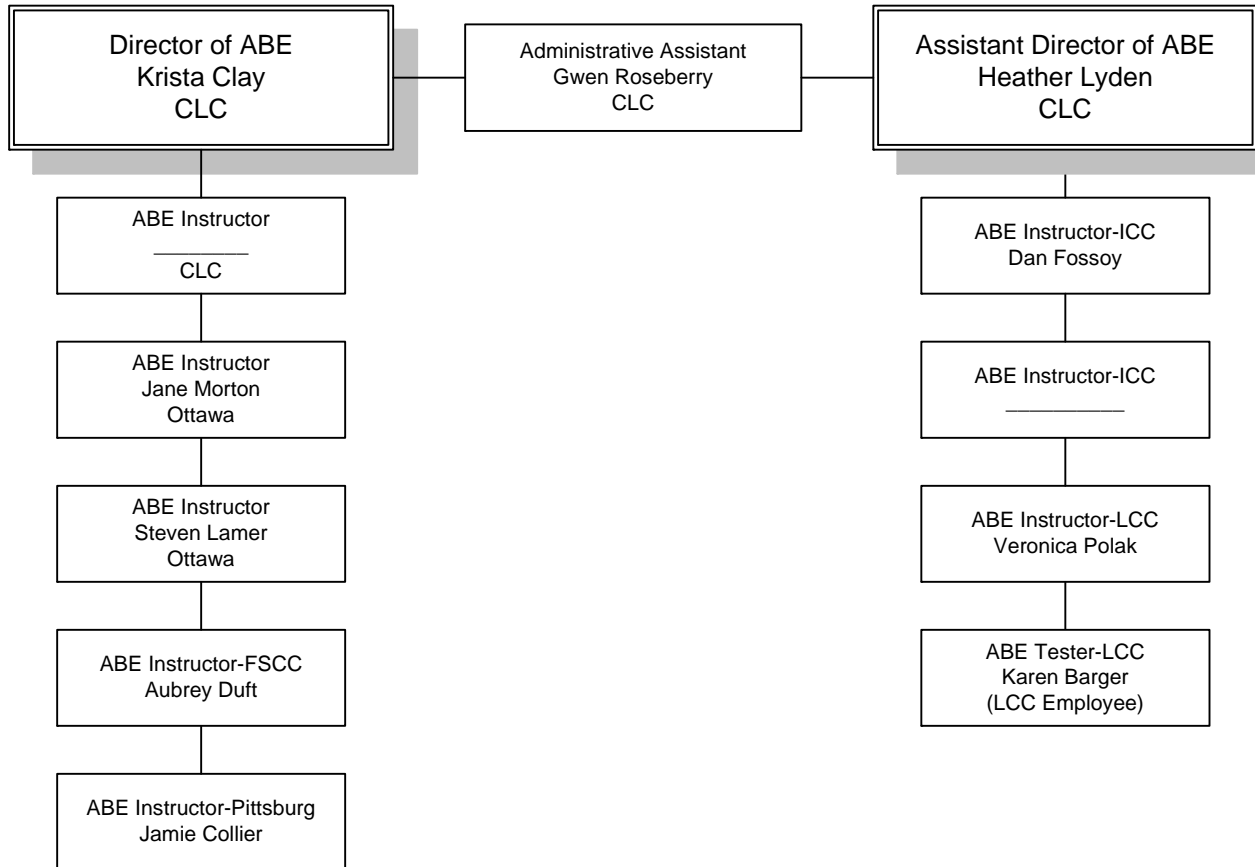 Director of ABE
Krista Clay
CLC
Administrative Assistant
Gwen Roseberry
CLC
Assistant Director of ABE
Heather Lyden
CLC
ABE Instructor
________
CLC
ABE Instructor
Jane Morton
Ottawa
ABE Instructor
Steven Lamer
Ottawa
ABE Instructor-FSCC
Aubrey Duft
ABE Instructor-Pittsburg
Jamie Collier
ABE Instructor-ICC
Dan Fossoy
ABE Instructor-ICC
__________
ABE Instructor-LCC
Veronica Polak
ABE Tester-LCC
Karen Barger
(LCC Employee)